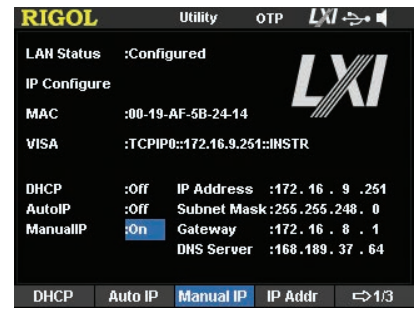 RIGOL Utility OTP LXI
LAN Status :Configured
IP Configure
LXI
MAC :00-19-AF-5B-24-14
VISA :TCPIP0::172.16.9.251::INSTR
DHCP :Off IP Address :172. 16 . 9 .251
AutoIP :Off Subnet Mask:255.255.248. 0
ManualIP :On Gateway :172. 16 . 8 . 1
DNS Server :168.189. 37 . 64
DHCP Auto IP Manual IP IP Addr ⇨1/3